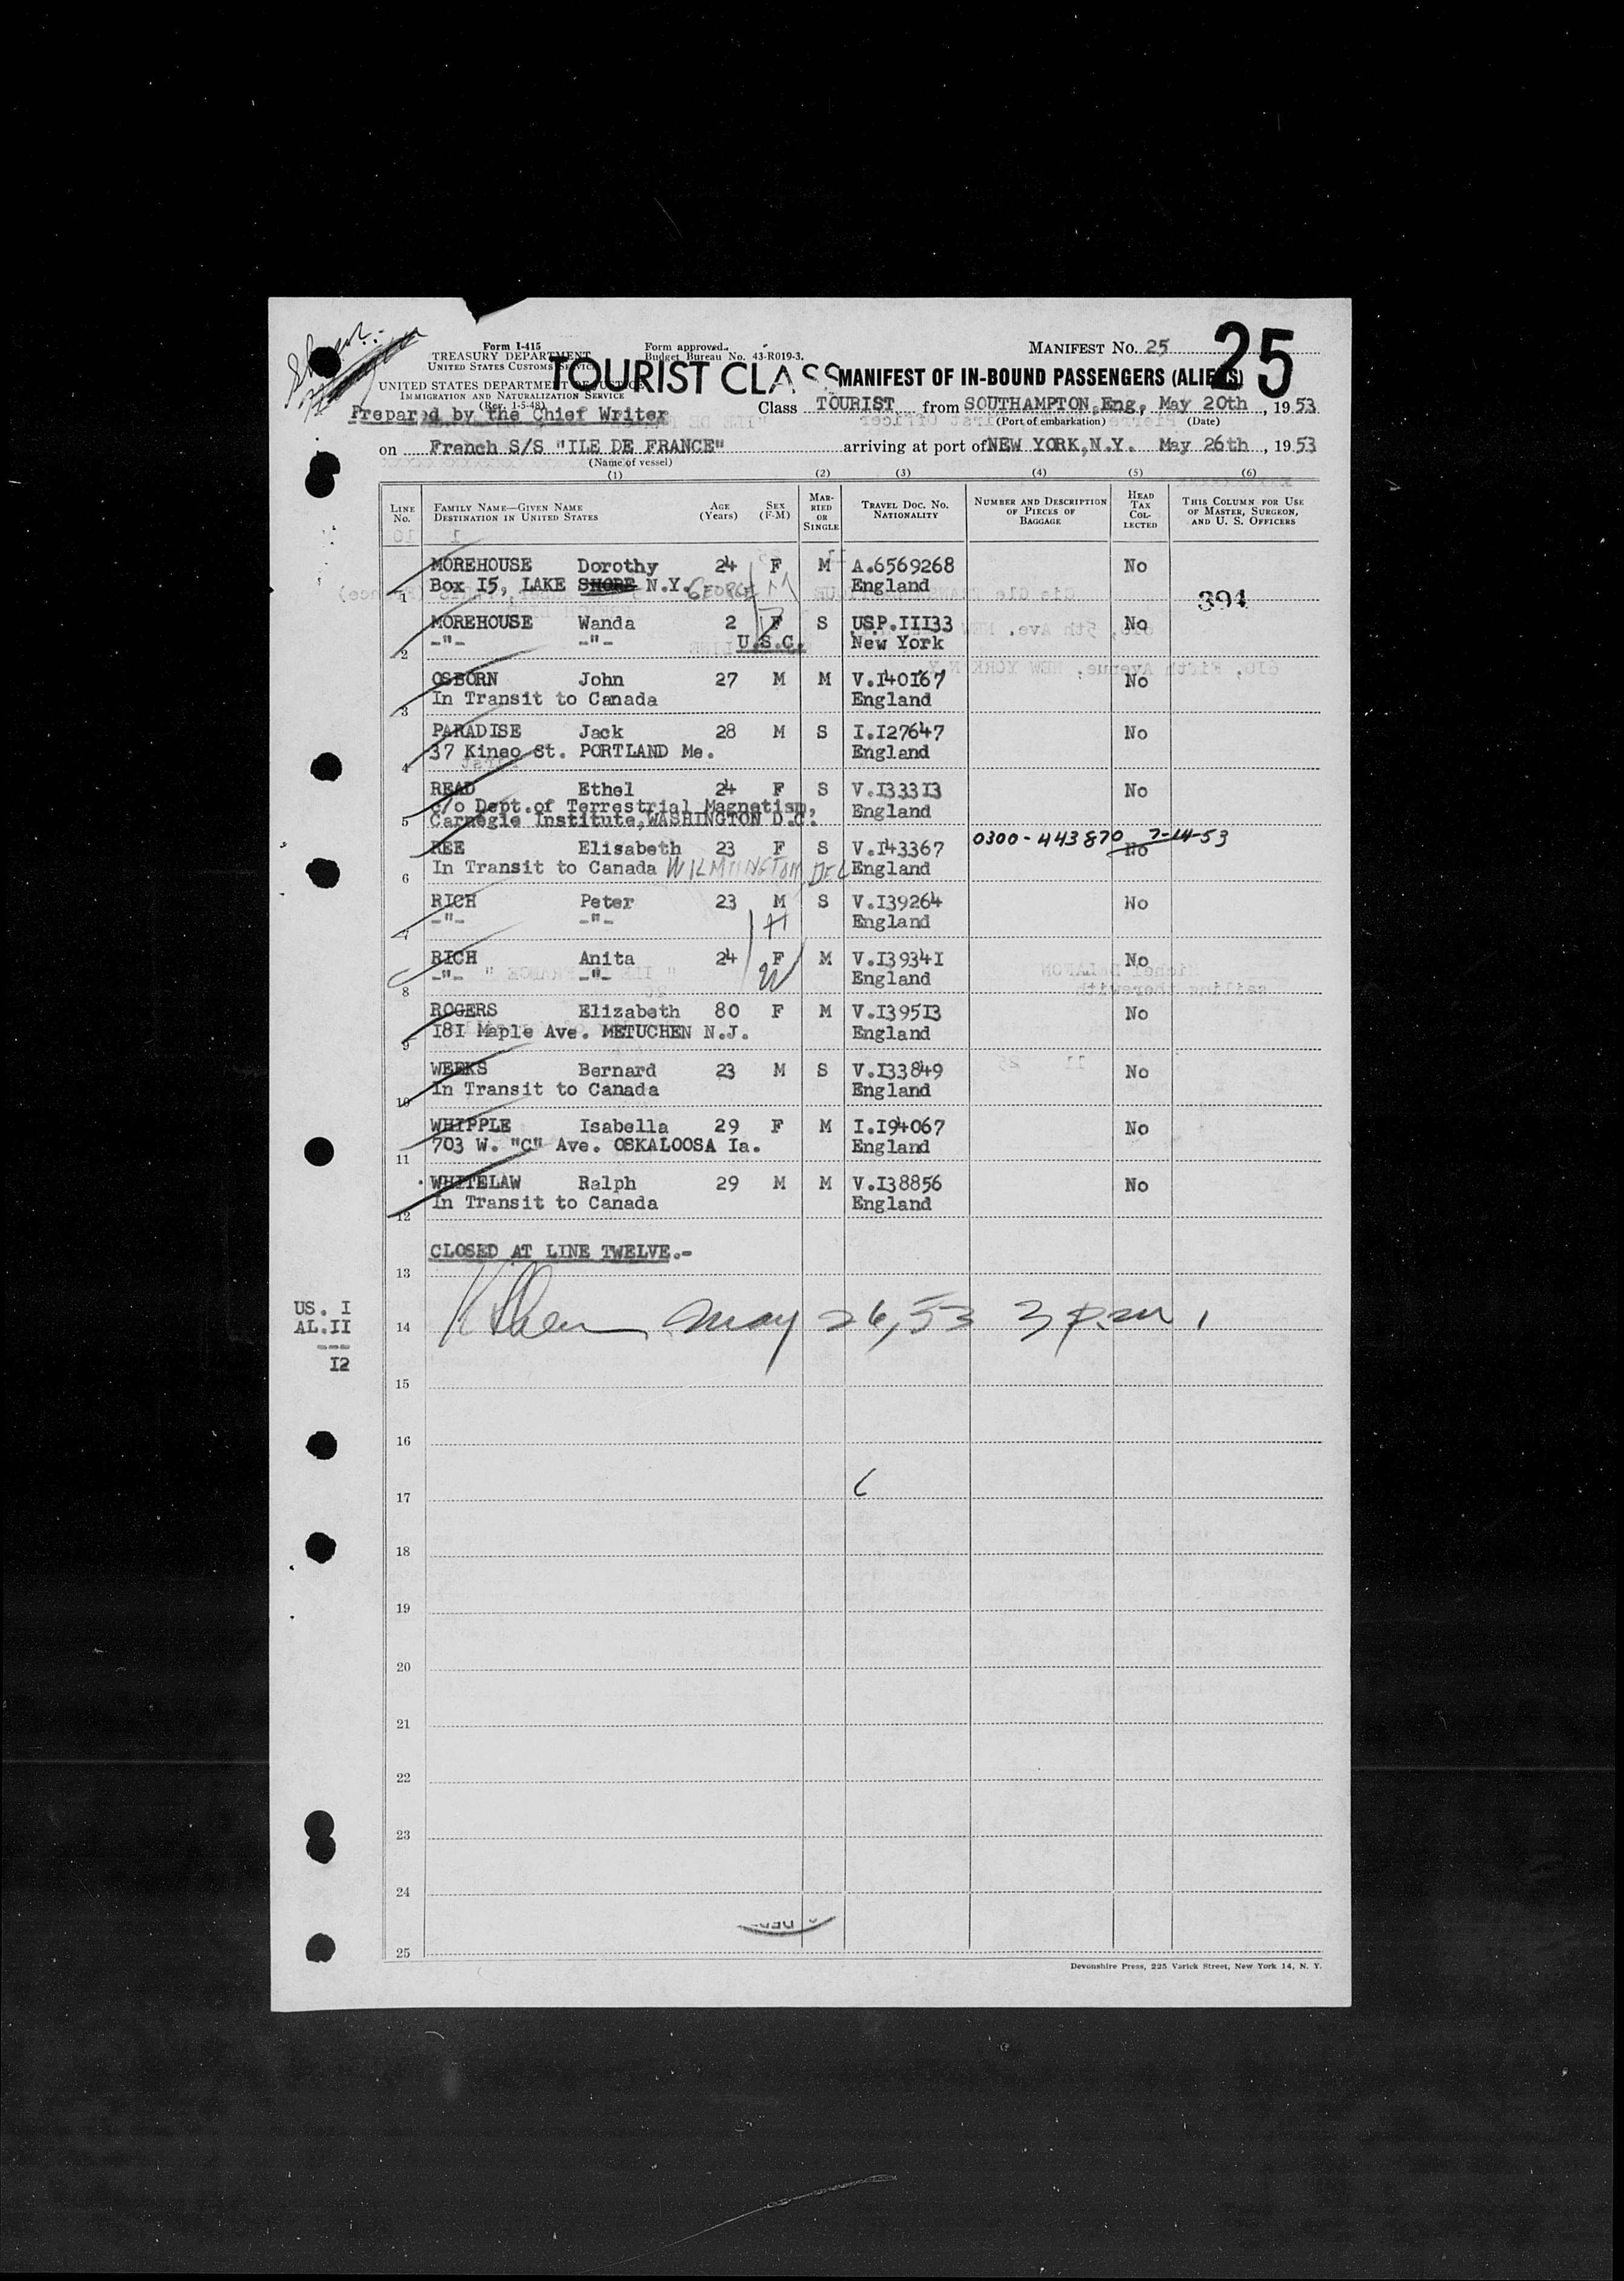 Form I-415
TREASURY DEPARTMENT
UNITED STATES CUSTOMS SERVICE
UNITED STATES DEPARTMENT OF JUSTICE
IMMIGRATION AND NATURALIZATION SERVICE
(Rev. 1-5-48)
Form approved.
Budget Bureau No. 43-R019-3.
MANIFEST NO. 25
25
TOURIST CLASS
MANIFEST OF IN-BOUND PASSENGERS (ALIENS)
Prepared by the Chief Writer
Class TOURIST from SOUTHAMPTON,Eng, May 20th, 1953
(Port of embarkation) (Date)
on French S/S "ILE DE FRANCE" arriving at port of NEW YORK,N.Y. May 26th, 1953
(Name of vessel)
(1) (2) (3) (4) (5) (6)
LINE No. FAMILY NAME—GIVEN NAME DESTINATION IN UNITED STATES AGE (Years) SEX (F-M) MARRIED OR SINGLE TRAVEL DOC. NO. NATIONALITY NUMBER AND DESCRIPTION OF PIECES OF BAGGAGE HEAD TAX COLLECTED THIS COLUMN FOR USE OF MASTER, SURGEON, AND U. S. OFFICERS
MOREHOUSE Dorothy 24 F M A.6569268 No
1 Box I5, LAKE SHORE N.Y. GEORGE M England 394
MOREHOUSE Wanda 2 F S USP.III33 No
2 -"- -"- U.S.C. New York
OSBORN John 27 M M V.I40I67 No
3 In Transit to Canada England
PARADISE Jack 28 M S I.I27647 No
4 37 Kineo St. PORTLAND Me. England
READ Ethel 24 F S V.I333I3 No
c/o Dept.of Terrestrial Magnetism,
5 Carnegie Institute,WASHINGTON D.C. England
REE Elisabeth 23 F S V.I43367 0300-443870 No 7-14-53
6 In Transit to Canada WILMINGTON DEL England
RICH Peter 23 M S V.I39264 No
7 -"- -"- H England
RICH Anita 24 F M V.I3934I No
8 -"- -"- W England
ROGERS Elizabeth 80 F M V.I395I3 No
9 I8I Maple Ave. METUCHEN N.J. England
WEEKS Bernard 23 M S V.I33849 No
10 In Transit to Canada England
WHIPPLE Isabella 29 F M I.I94067 No
11 703 W. "C" Ave. OSKALOOSA Ia. England
WHITELAW Ralph 29 M M V.I38856 No
12 In Transit to Canada England
CLOSED AT LINE TWELVE.-
13
US. I
AL.II
---
I2
14 May 26, 53 3 p.m
15
16
17
18
19
20
21
22
23
24
25
Devonshire Press, 225 Varick Street, New York 14, N. Y.